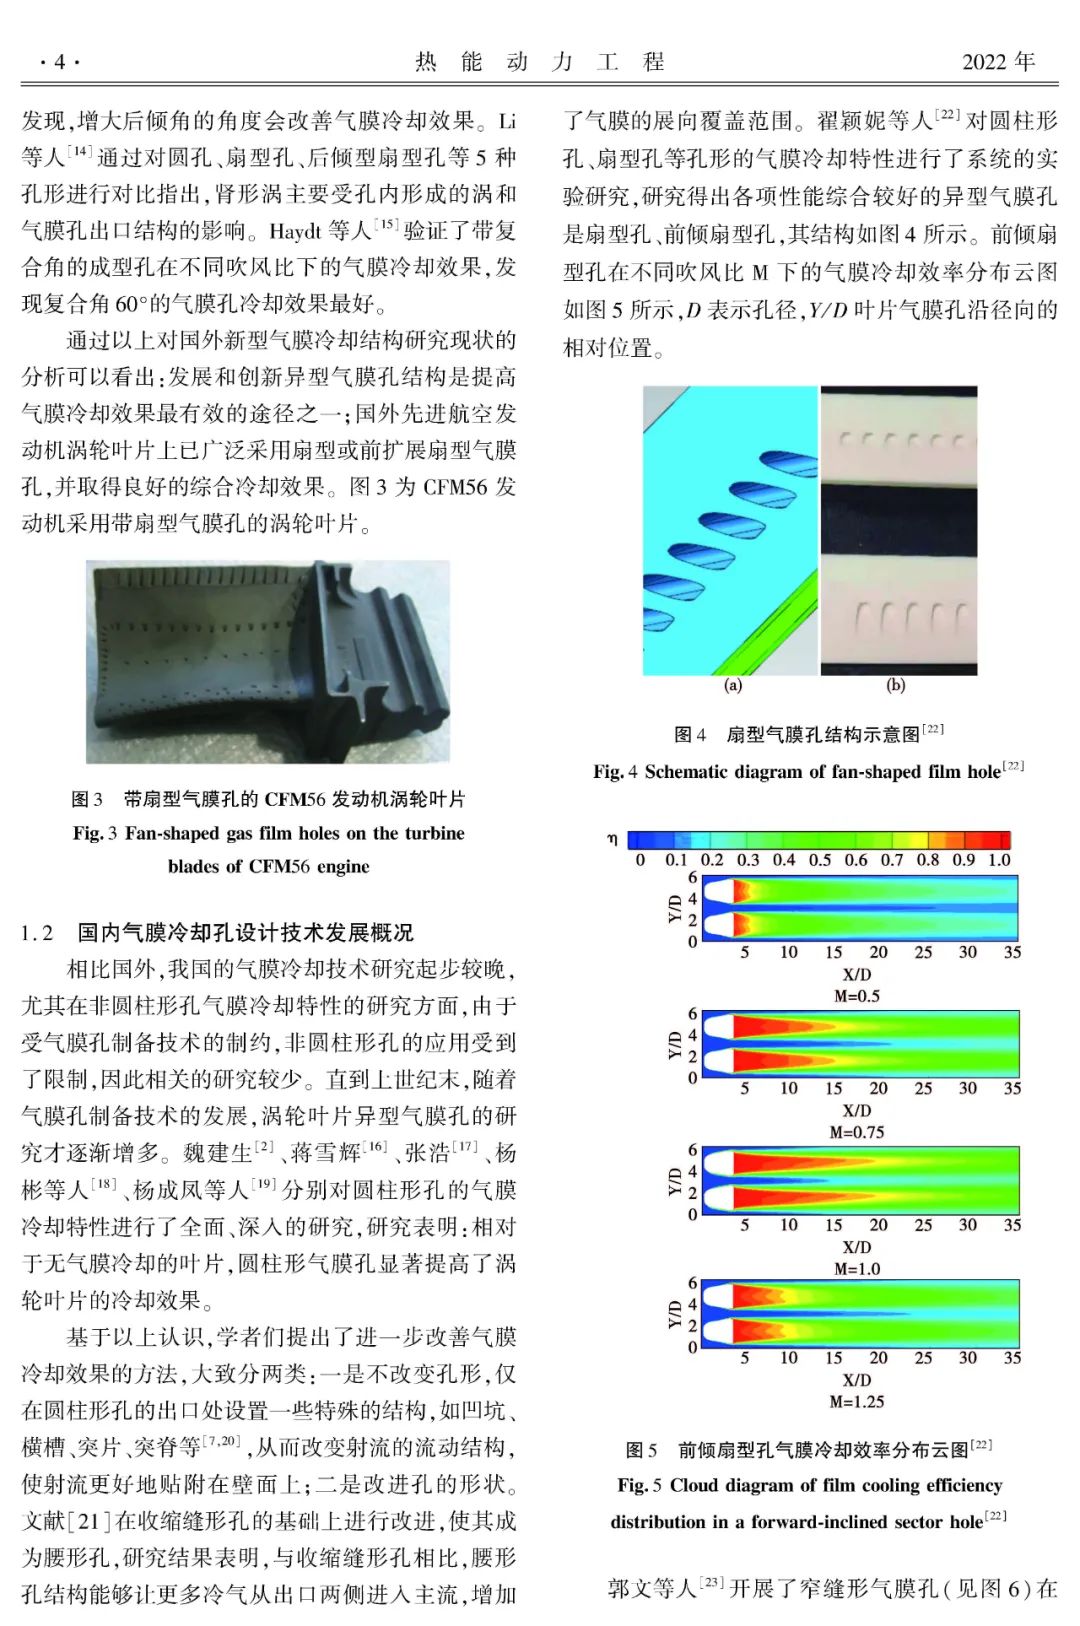 ·4·
热 能 动 力 工 程
2022 年
发现,增大后倾角的角度会改善气膜冷却效果。Li
等人[14]通过对圆孔、扇型孔、后倾型扇型孔等 5 种
孔形进行对比指出,肾形涡主要受孔内形成的涡和
气膜孔出口结构的影响。Haydt 等人[15]验证了带复
合角的成型孔在不同吹风比下的气膜冷却效果,发
现复合角 60°的气膜孔冷却效果最好。
通过以上对国外新型气膜冷却结构研究现状的
分析可以看出:发展和创新异型气膜孔结构是提高
气膜冷却效果最有效的途径之一;国外先进航空发
动机涡轮叶片上已广泛采用扇型或前扩展扇型气膜
孔,并取得良好的综合冷却效果。图 3 为 CFM56 发
动机采用带扇型气膜孔的涡轮叶片。
图 3 带扇型气膜孔的 CFM56 发动机涡轮叶片
Fig. 3 Fan-shaped gas film holes on the turbine
blades of CFM56 engine
1. 2 国内气膜冷却孔设计技术发展概况
相比国外,我国的气膜冷却技术研究起步较晚,
尤其在非圆柱形孔气膜冷却特性的研究方面,由于
受气膜孔制备技术的制约,非圆柱形孔的应用受到
了限制,因此相关的研究较少。直到上世纪末,随着
气膜孔制备技术的发展,涡轮叶片异型气膜孔的研
究才逐渐增多。魏建生[2]、蒋雪辉[16]、张浩[17]、杨
彬等人[18]、杨成凤等人[19]分别对圆柱形孔的气膜
冷却特性进行了全面、深入的研究,研究表明:相对
于无气膜冷却的叶片,圆柱形气膜孔显著提高了涡
轮叶片的冷却效果。
基于以上认识,学者们提出了进一步改善气膜
冷却效果的方法,大致分两类:一是不改变孔形,仅
在圆柱形孔的出口处设置一些特殊的结构,如凹坑、
横槽、突片、突脊等[7,20],从而改变射流的流动结构,
使射流更好地贴附在壁面上;二是改进孔的形状。
文献[21]在收缩缝形孔的基础上进行改进,使其成
为腰形孔,研究结果表明,与收缩缝形孔相比,腰形
孔结构能够让更多冷气从出口两侧进入主流,增加
了气膜的展向覆盖范围。翟颖妮等人[22]对圆柱形
孔、扇型孔等孔形的气膜冷却特性进行了系统的实
验研究,研究得出各项性能综合较好的异型气膜孔
是扇型孔、前倾扇型孔,其结构如图 4 所示。前倾扇
型孔在不同吹风比 M 下的气膜冷却效率分布云图
如图 5 所示,D 表示孔径,Y/D 叶片气膜孔沿径向的
相对位置。
(a) (b)
图 4 扇型气膜孔结构示意图[22]
Fig. 4 Schematic diagram of fan-shaped film hole[22]
η
0 0.1 0.2 0.3 0.4 0.5 0.6 0.7 0.8 0.9 1.0
6
4
2
0
Y/D
5 10 15 20 25 30 35
X/D
M=0.5
6
4
2
0
Y/D
5 10 15 20 25 30 35
X/D
M=0.75
6
4
2
0
Y/D
5 10 15 20 25 30 35
X/D
M=1.0
6
4
2
0
Y/D
5 10 15 20 25 30 35
X/D
M=1.25
图 5 前倾扇型孔气膜冷却效率分布云图[22]
Fig. 5 Cloud diagram of film cooling efficiency
distribution in a forward-inclined sector hole[22]
郭文等人[23]开展了窄缝形气膜孔(见图 6)在